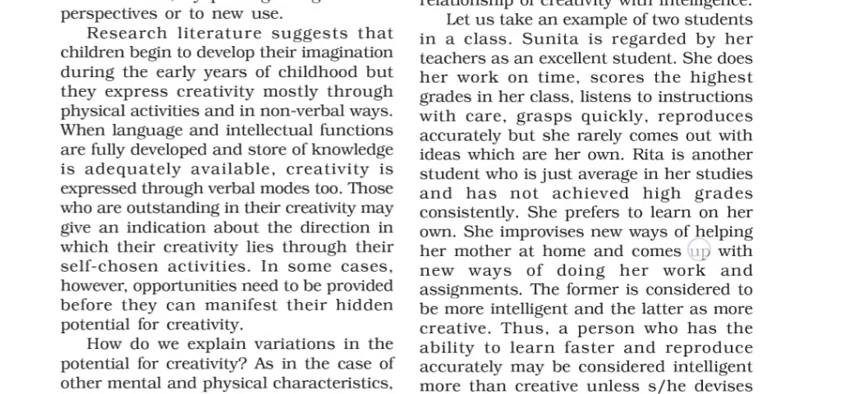 perspectives or to new use.
Research literature suggests that
children begin to develop their imagination
during the early years of childhood but
they express creativity mostly through
physical activities and in non-verbal ways.
When language and intellectual functions
are fully developed and store of knowledge
is adequately available, creativity is
expressed through verbal modes too. Those
who are outstanding in their creativity may
give an indication about the direction in
which their creativity lies through their
self-chosen activities. In some cases,
however, opportunities need to be provided
before they can manifest their hidden
potential for creativity.
How do we explain variations in the
potential for creativity? As in the case of
other mental and physical characteristics,
relationship of creativity with intelligence.
Let us take an example of two students
in a class. Sunita is regarded by her
teachers as an excellent student. She does
her work on time, scores the highest
grades in her class, listens to instructions
with care, grasps quickly, reproduces
accurately but she rarely comes out with
ideas which are her own. Rita is another
student who is just average in her studies
and has not achieved high grades
consistently. She prefers to learn on her
own. She improvises new ways of helping
her mother at home and comes up with
new ways of doing her work and
assignments. The former is considered to
be more intelligent and the latter as more
creative. Thus, a person who has the
ability to learn faster and reproduce
accurately may be considered intelligent
more than creative unless s/he devises